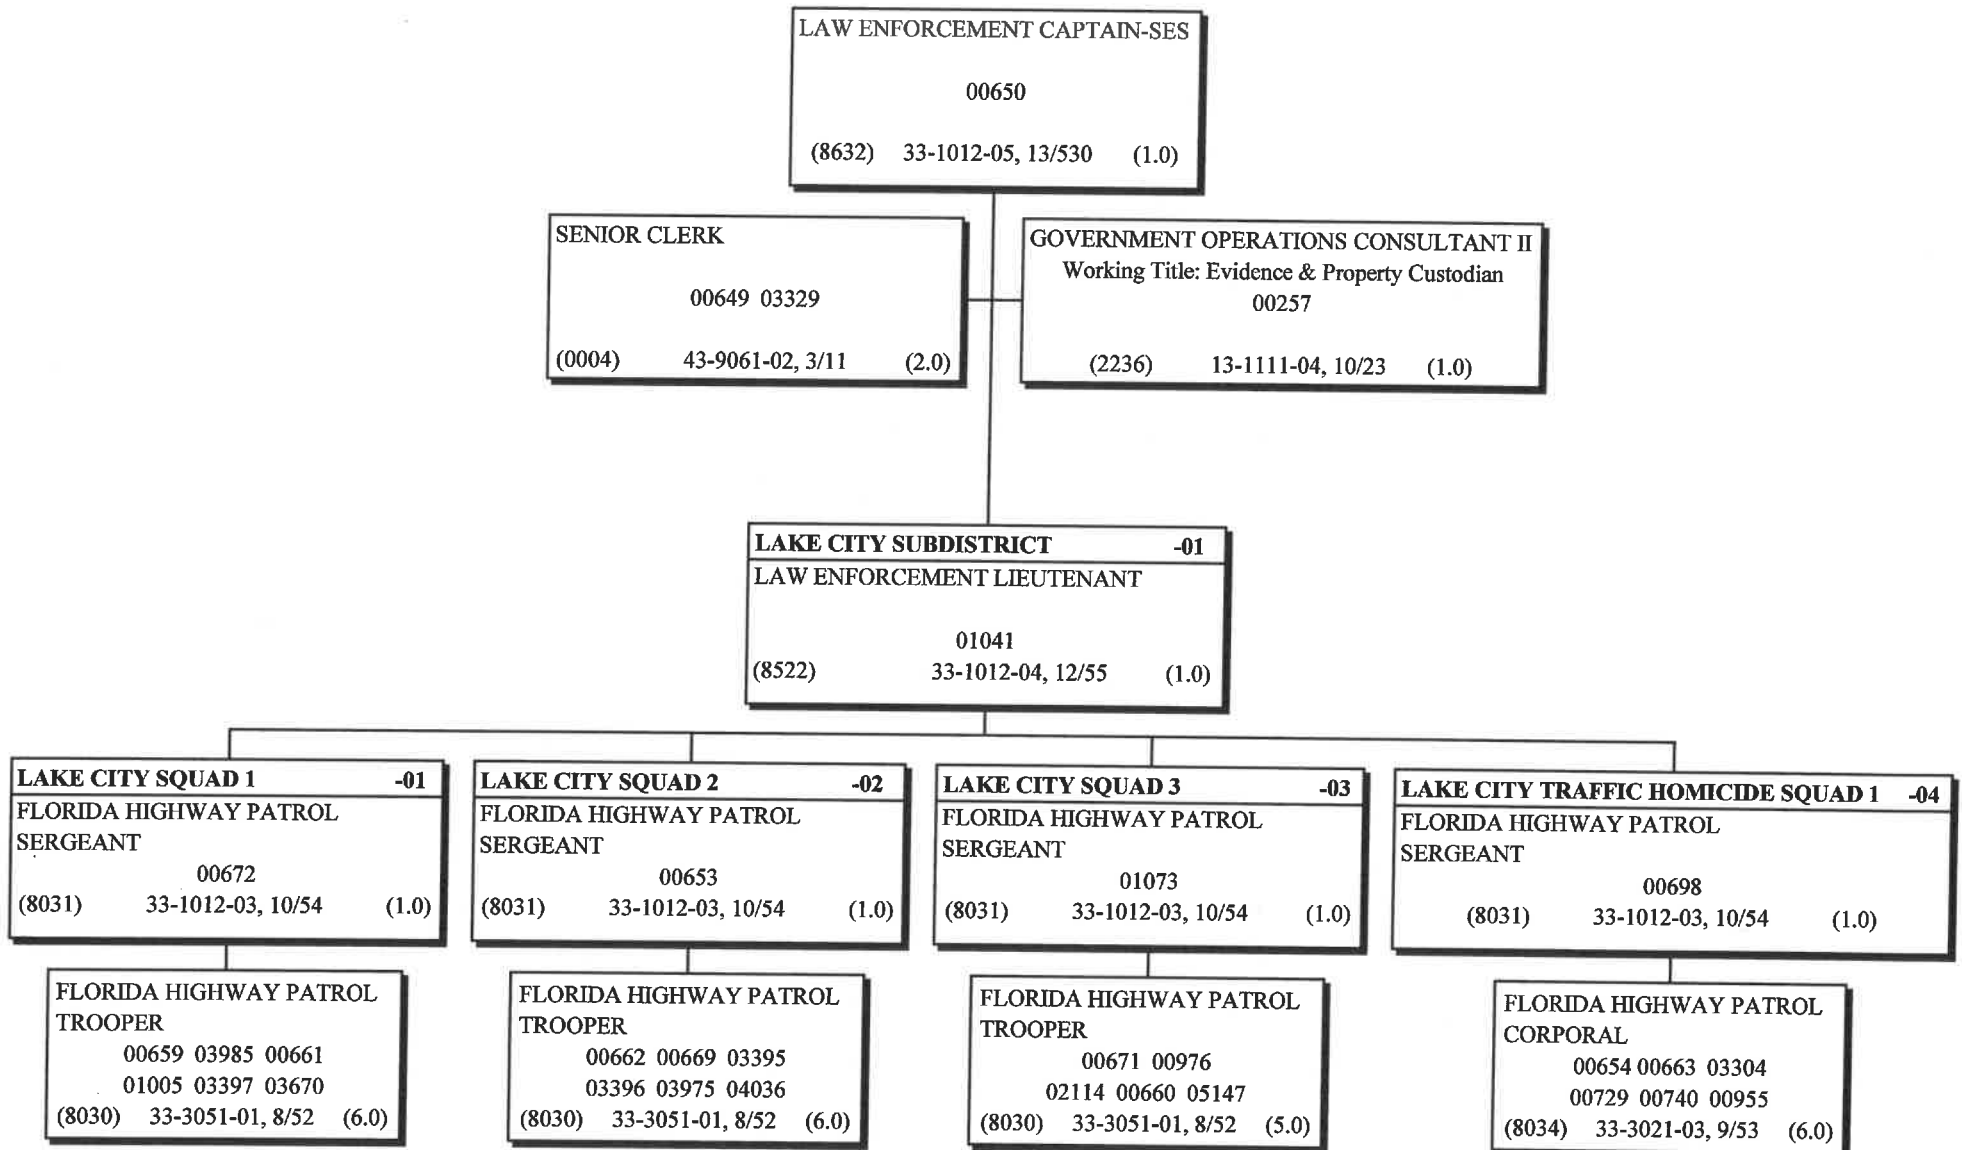 LAW ENFORCEMENT CAPTAIN-SES
00650
(8632) 33-1012-05, 13/530 (1.0)
SENIOR CLERK
00649 03329
(0004) 43-9061-02, 3/11 (2.0)
GOVERNMENT OPERATIONS CONSULTANT II
Working Title: Evidence & Property Custodian
00257
(2236) 13-1111-04, 10/23 (1.0)
LAKE CITY SUBDISTRICT -01
LAW ENFORCEMENT LIEUTENANT
01041
(8522) 33-1012-04, 12/55 (1.0)
LAKE CITY SQUAD 1 -01
FLORIDA HIGHWAY PATROL
SERGEANT
00672
(8031) 33-1012-03, 10/54 (1.0)
FLORIDA HIGHWAY PATROL
TROOPER
00659 03985 00661
01005 03397 03670
(8030) 33-3051-01, 8/52 (6.0)
LAKE CITY SQUAD 2 -02
FLORIDA HIGHWAY PATROL
SERGEANT
00653
(8031) 33-1012-03, 10/54 (1.0)
FLORIDA HIGHWAY PATROL
TROOPER
00662 00669 03395
03396 03975 04036
(8030) 33-3051-01, 8/52 (6.0)
LAKE CITY SQUAD 3 -03
FLORIDA HIGHWAY PATROL
SERGEANT
01073
(8031) 33-1012-03, 10/54 (1.0)
FLORIDA HIGHWAY PATROL
TROOPER
00671 00976
02114 00660 05147
(8030) 33-3051-01, 8/52 (5.0)
LAKE CITY TRAFFIC HOMICIDE SQUAD 1 -04
FLORIDA HIGHWAY PATROL
SERGEANT
00698
(8031) 33-1012-03, 10/54 (1.0)
FLORIDA HIGHWAY PATROL
CORPORAL
00654 00663 03304
00729 00740 00955
(8034) 33-3021-03, 9/53 (6.0)